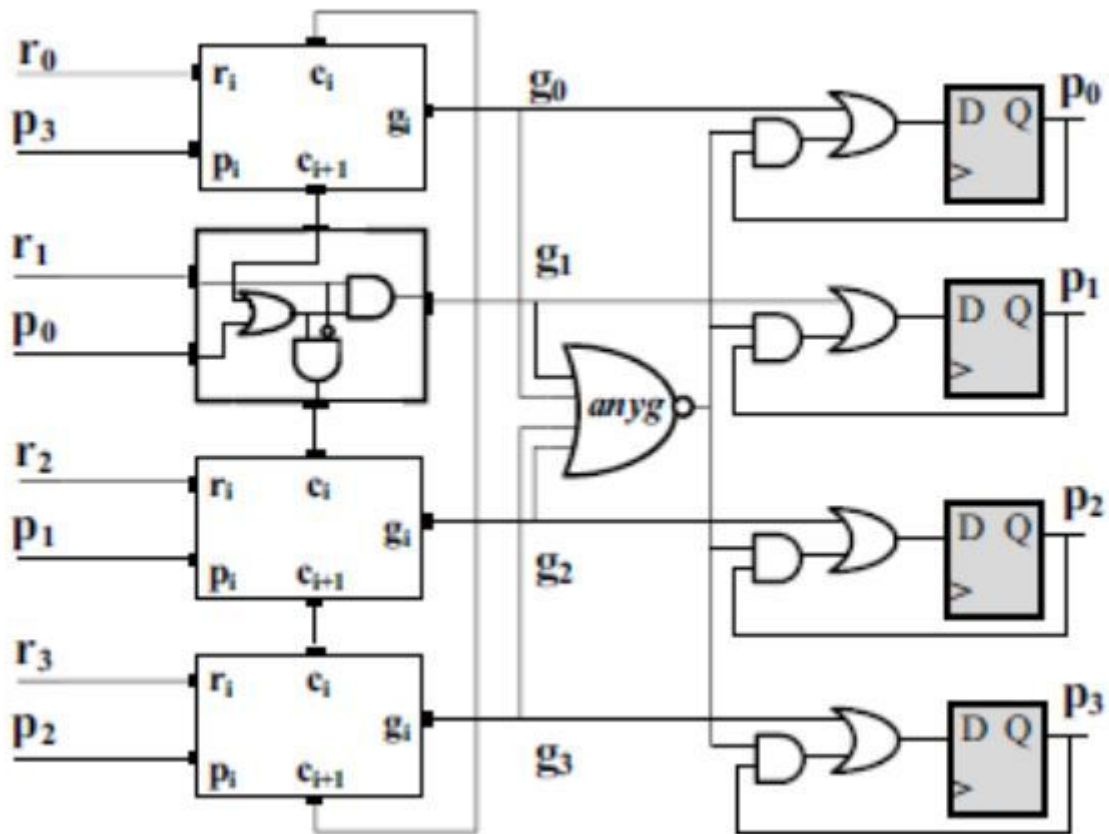 r₀ rᵢ cᵢ g₀ p₀
gᵢ D Q
p₃ pᵢ cᵢ₊₁
r₁ g₁ p₁
D Q
p₀
anyg
r₂ rᵢ cᵢ p₂
gᵢ D Q
p₁ pᵢ cᵢ₊₁ g₂
r₃ rᵢ cᵢ p₃
gᵢ D Q
p₂ pᵢ cᵢ₊₁ g₃